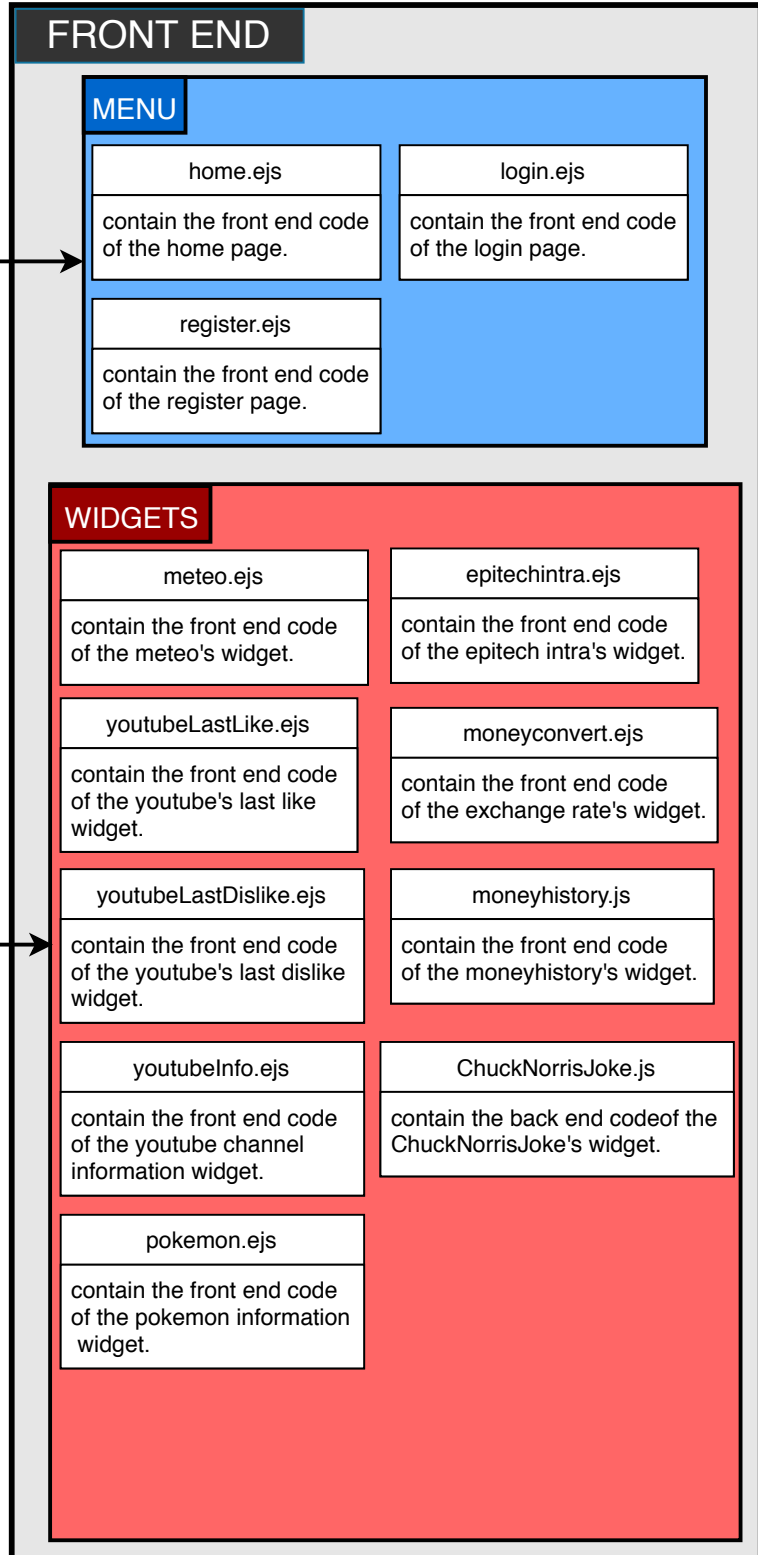 FRONT END
MENU
home.ejs
contain the front end code
of the home page.
login.ejs
contain the front end code
of the login page.
register.ejs
contain the front end code
of the register page.
WIDGETS
meteo.ejs
contain the front end code
of the meteo's widget.
epitechintra.ejs
contain the front end code
of the epitech intra's widget.
youtubeLastLike.ejs
contain the front end code
of the youtube's last like
widget.
moneyconvert.ejs
contain the front end code
of the exchange rate's widget.
youtubeLastDislike.ejs
contain the front end code
of the youtube's last dislike
widget.
moneyhistory.js
contain the front end code
of the moneyhistory's widget.
youtubeInfo.ejs
contain the front end code
of the youtube channel
information widget.
ChuckNorrisJoke.js
contain the back end codeof the
ChuckNorrisJoke's widget.
pokemon.ejs
contain the front end code
of the pokemon information
widget.